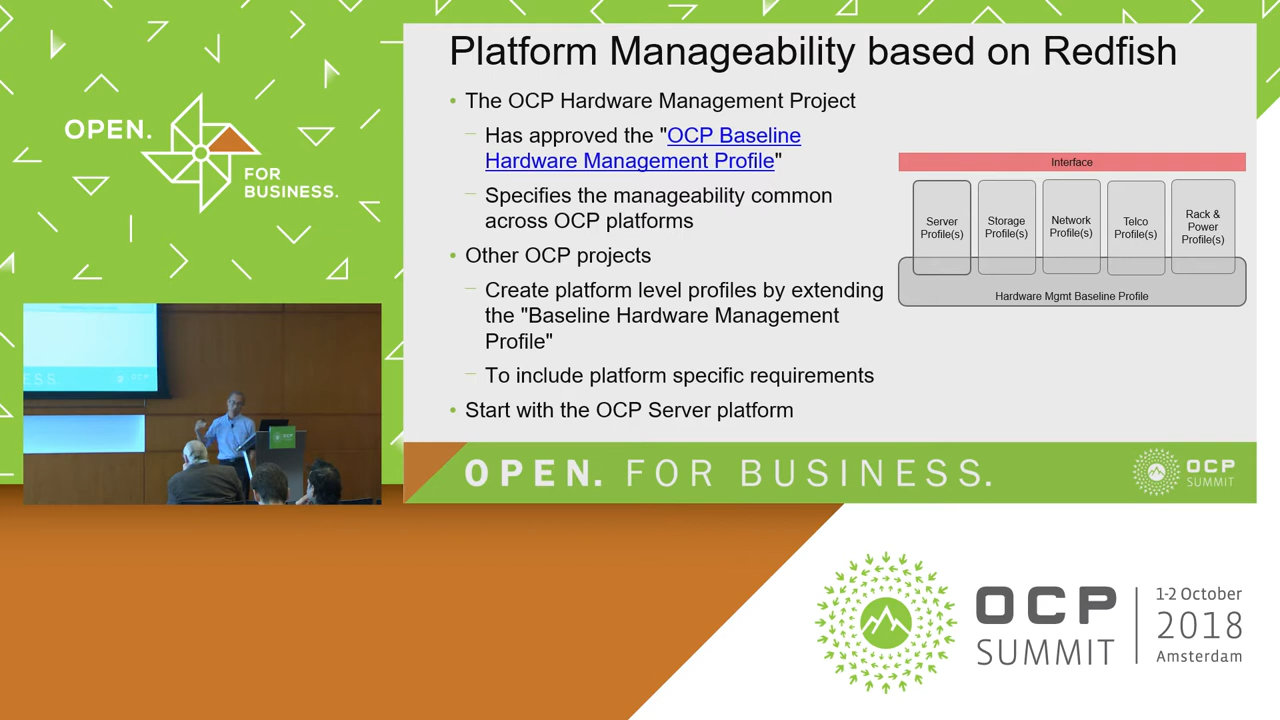 OPEN.
FOR
BUSINESS.
Platform Manageability based on Redfish
• The OCP Hardware Management Project
– Has approved the "OCP Baseline
Hardware Management Profile"
– Specifies the manageability common
across OCP platforms
• Other OCP projects
– Create platform level profiles by extending
the "Baseline Hardware Management
Profile"
– To include platform specific requirements
• Start with the OCP Server platform
Interface
Server
Profile(s)
Storage
Profile(s)
Network
Profile(s)
Telco
Profile(s)
Rack &
Power
Profile(s)
Hardware Mgmt Baseline Profile
OPEN. FOR BUSINESS.
OCP
SUMMIT
ESS.
OCP
OCP
SUMMIT
1-2 October
2018
Amsterdam